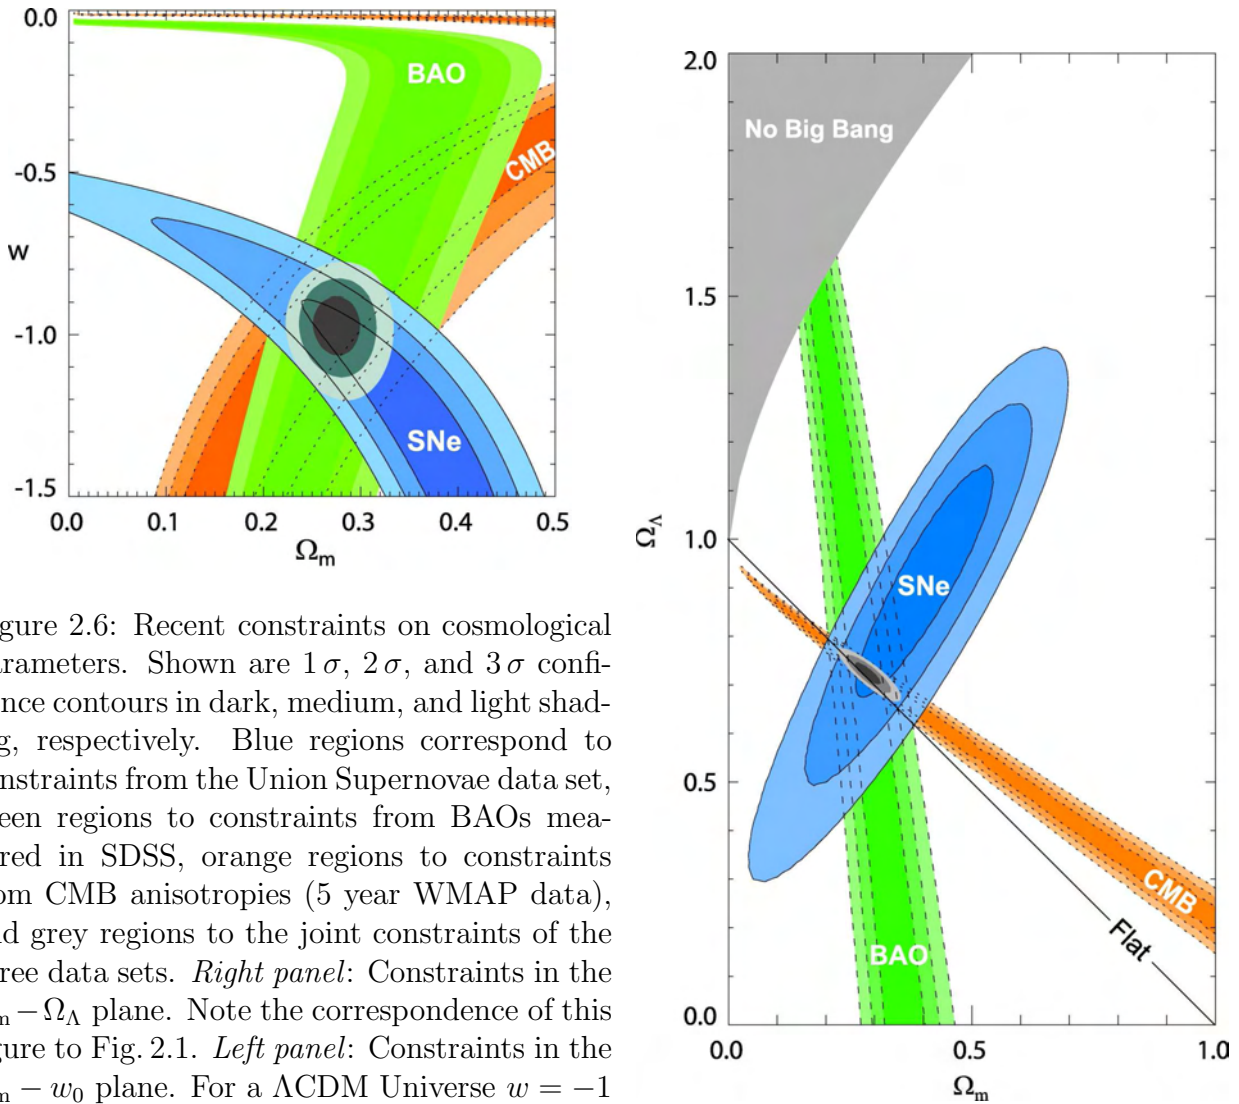 0.0
-0.5
w
-1.0
-1.5
0.0 0.1 0.2 0.3 0.4 0.5
Ωm
BAO
CMB
SNe
2.0
1.5
1.0
0.5
0.0
ΩΛ
0.0 0.5 1.0
Ωm
No Big Bang
SNe
CMB
Flat
BAO
gure 2.6: Recent constraints on cosmological
arameters. Shown are 1 σ, 2 σ, and 3 σ confi-
ence contours in dark, medium, and light shad-
g, respectively. Blue regions correspond to
nstraints from the Union Supernovae data set,
een regions to constraints from BAOs mea-
red in SDSS, orange regions to constraints
om CMB anisotropies (5 year WMAP data),
d grey regions to the joint constraints of the
ree data sets. Right panel: Constraints in the
m − ΩΛ plane. Note the correspondence of this
gure to Fig. 2.1. Left panel: Constraints in the
m − w0 plane. For a ΛCDM Universe w = −1